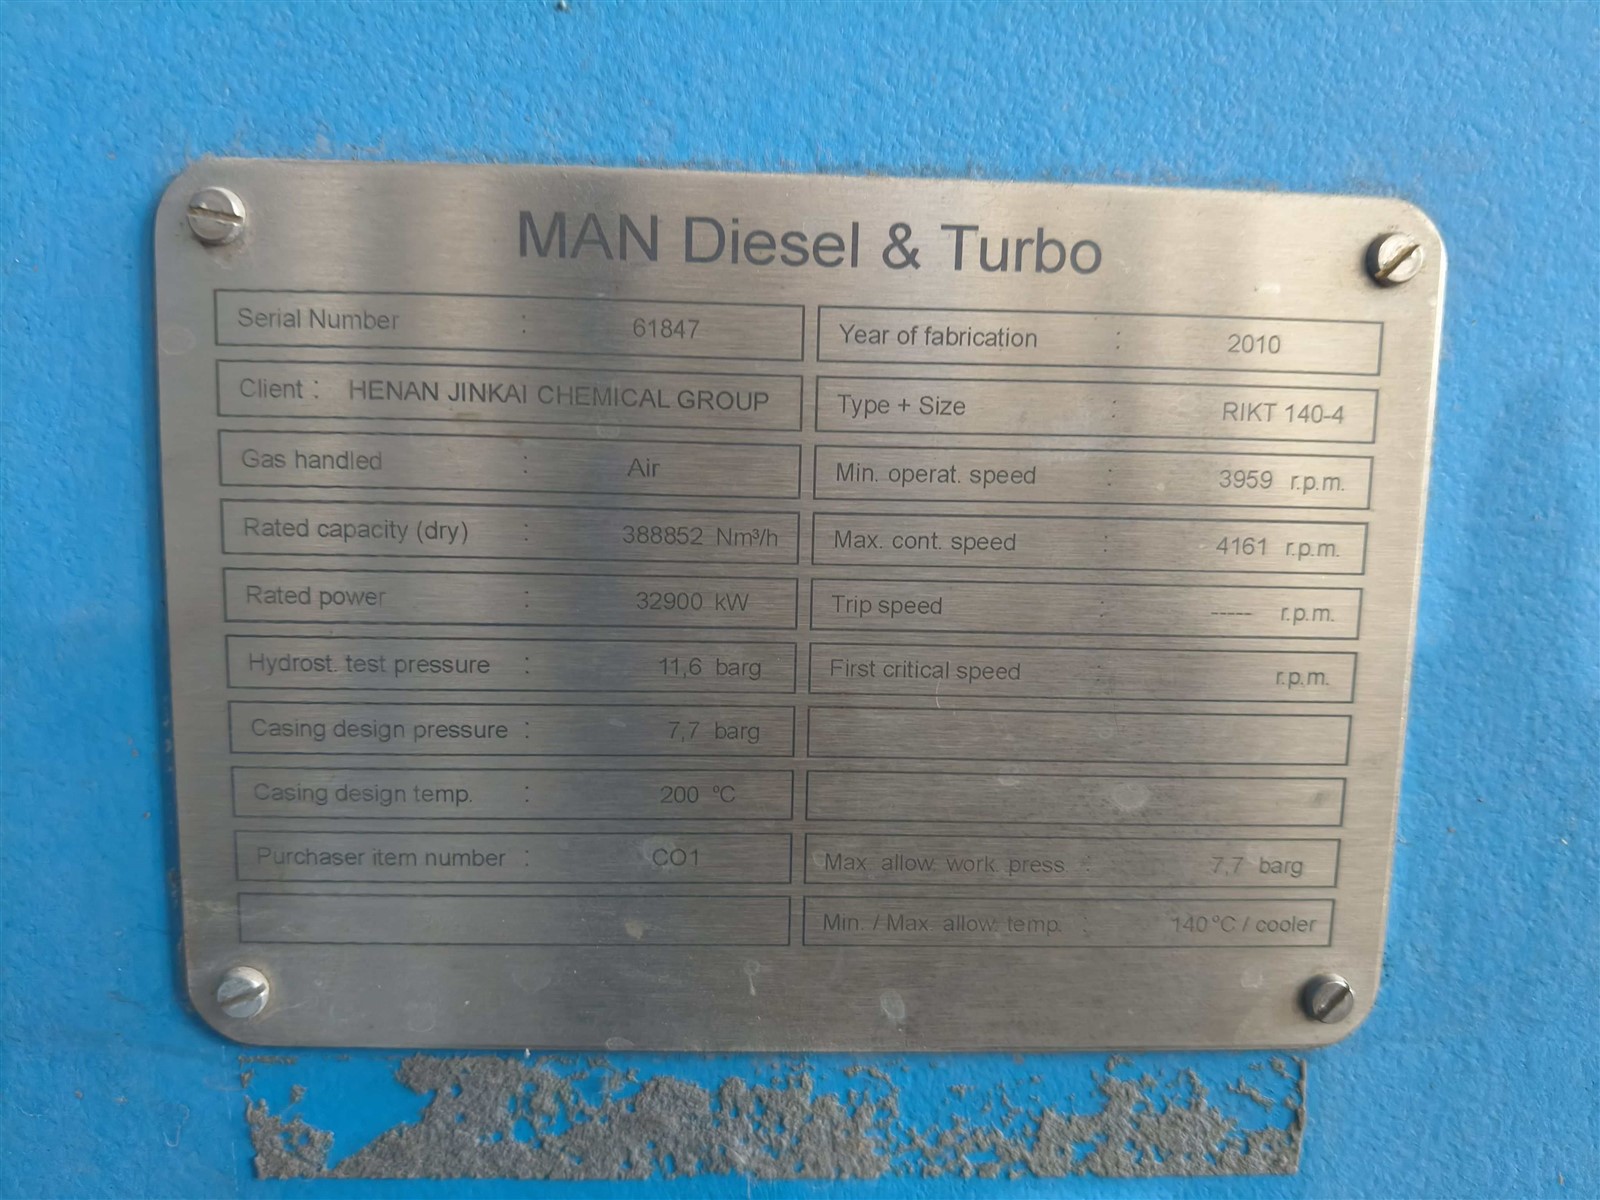 MAN Diesel & Turbo
Serial Number : 61847
Client : HENAN JINKAI CHEMICAL GROUP
Gas handled : Air
Rated capacity (dry) : 388852 Nm³/h
Rated power : 32900 kW
Hydrost. test pressure : 11,6 barg
Casing design pressure : 7,7 barg
Casing design temp. : 200 °C
Purchaser item number : CO1
Year of fabrication : 2010
Type + Size : RIKT 140-4
Min. operat. speed : 3959 r.p.m.
Max. cont. speed : 4161 r.p.m.
Trip speed : ----- r.p.m.
First critical speed : r.p.m.
Max. allow. work. press. : 7,7 barg
Min. / Max. allow. temp. : 140 °C / cooler